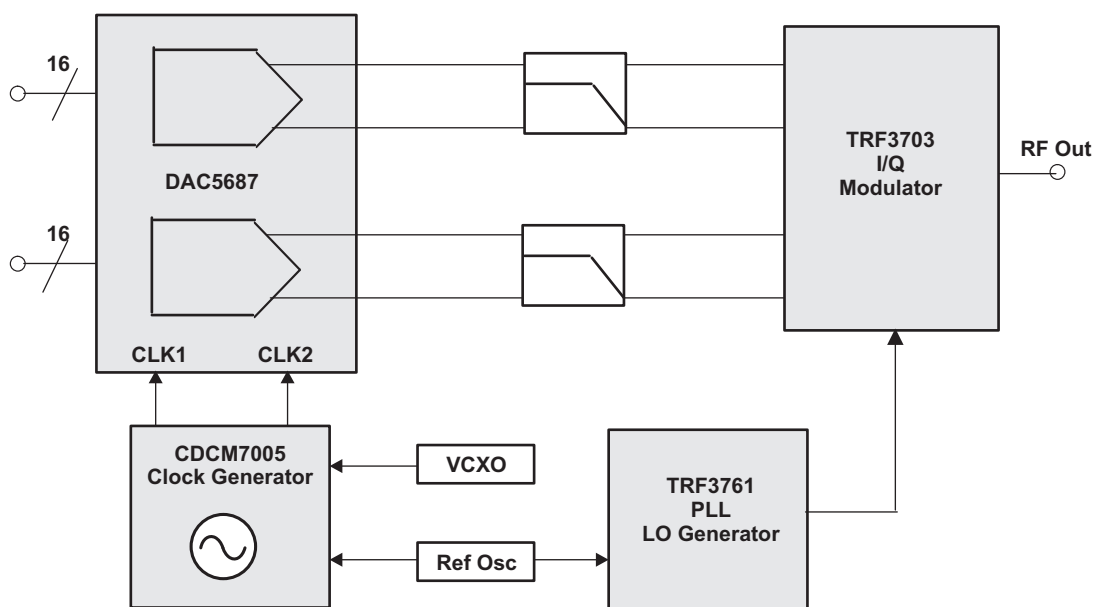 16
DAC5687
16
CLK1
CLK2
TRF3703
I/Q
Modulator
RF Out
CDCM7005
Clock Generator
VCXO
Ref Osc
TRF3761
PLL
LO Generator